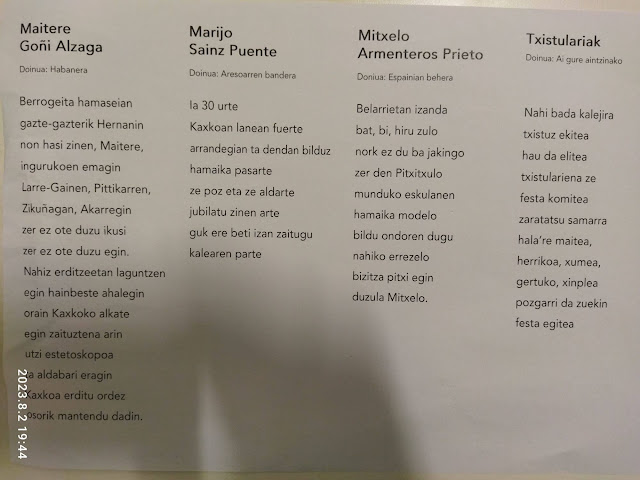 Maitere
Goñi Alzaga
Doinua: Habanera
Berrogeita hamaseian
gazte-gazterik Hernanin
non hasi zinen, Maitere,
ingurukoen emagin
Larre-Gainen, Pittikarren,
Zikuñagan, Akarregin
zer ez ote duzu ikusi
zer ez ote duzu egin.
Nahiz erditzeetan laguntzen
egin hainbeste ahalegin
orain Kaxkoko alkate
egin zaituztena arin
utzi estetoskopoa
ta aldabari eragin
Kaxkoa erditu ordez
osorik mantendu dadin.
Marijo
Sainz Puente
Doinua: Aresoarren bandera
Ia 30 urte
Kaxkoan lanean fuerte
arrandegian ta dendan bilduz
hamaika pasarte
ze poz eta ze aldarte
jubilatu zinen arte
guk ere beti izan zaitugu
kalearen parte
Mitxelo
Armenteros Prieto
Doniua: Espainian behera
Belarrietan izanda
bat, bi, hiru zulo
nork ez du ba jakingo
zer den Pitxitxulo
munduko eskulanen
hamaika modelo
bildu ondoren dugu
nahiko errezelo
bizitza pitxi egin
duzula Mitxelo.
Txistulariak
Doinua: Ai gure aintzinako
Nahi bada kalejira
txistuz ekitea
hau da elitea
txistulariena ze
festa komitea
zaratatsu samarra
hala're maitea,
herrikoa, xumea,
gertuko, xinplea
pozgarri da zuekin
festa egitea
2023.8.2 19:44